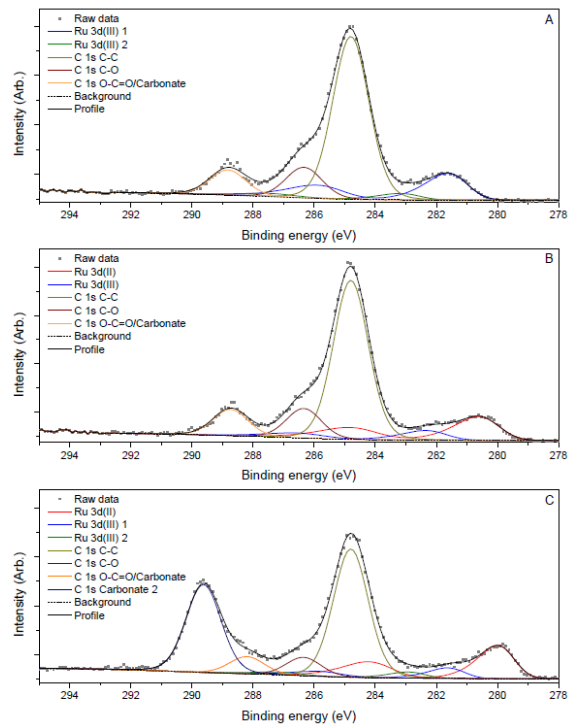 A
Raw data
Ru 3d(III) 1
Ru 3d(III) 2
C 1s C-C
C 1s C-O
C 1s O-C=O/Carbonate
Background
Profile
Intensity (Arb.)
294 292 290 288 286 284 282 280 278
Binding energy (eV)
B
Raw data
Ru 3d(II)
Ru 3d(III)
C 1s C-C
C 1s C-O
C 1s O-C=O/Carbonate
Background
Profile
Intensity (Arb.)
294 292 290 288 286 284 282 280 278
Binding energy (eV)
C
Raw data
Ru 3d(II)
Ru 3d(III) 1
Ru 3d(III) 2
C 1s C-C
C 1s C-O
C 1s O-C=O/Carbonate
C 1s Carbonate 2
Background
Profile
Intensity (Arb.)
294 292 290 288 286 284 282 280 278
Binding energy (eV)